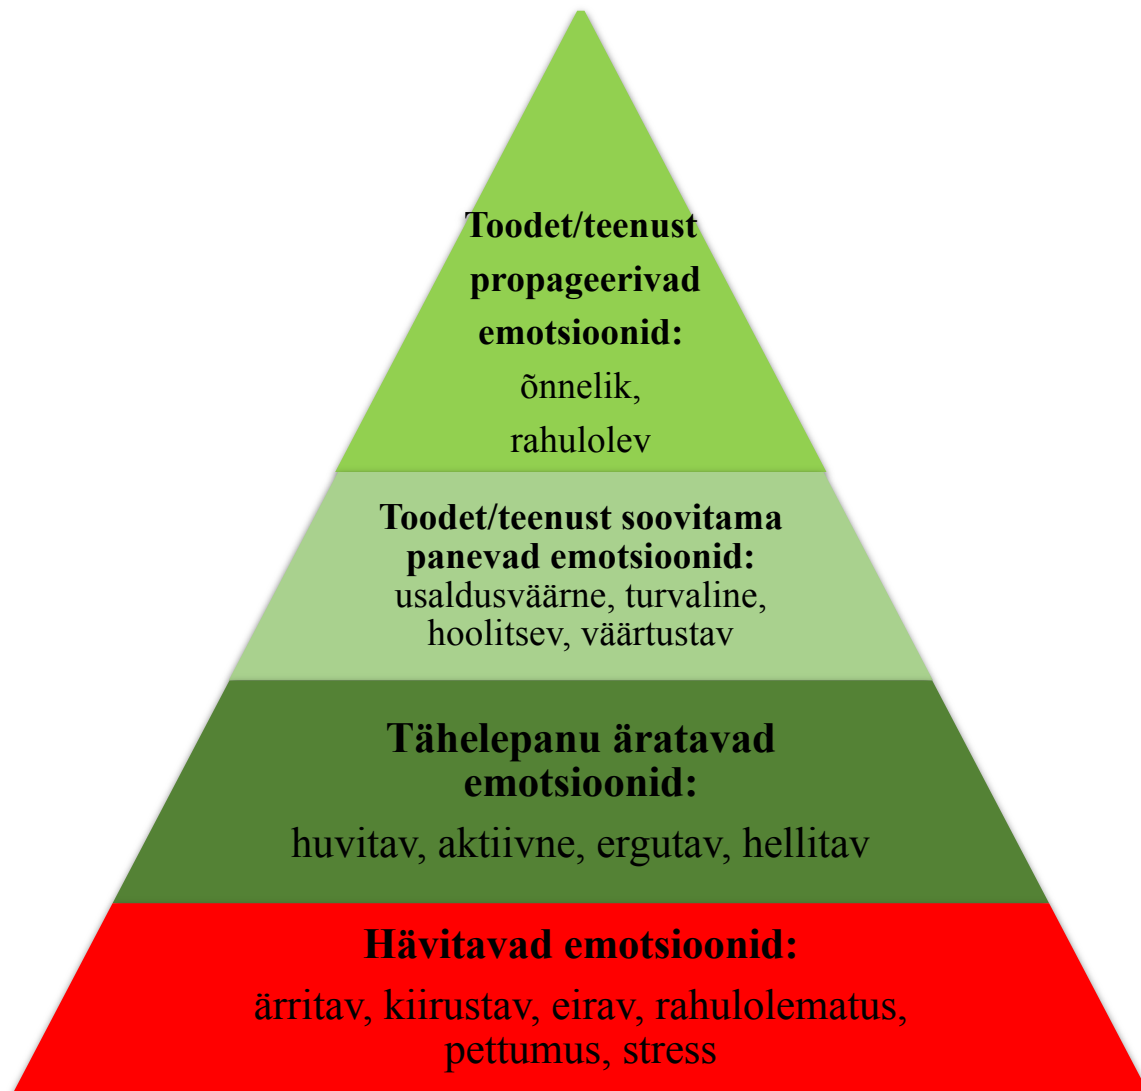 Toodet/teenust
propageerivad
emotsioonid:
õnnelik,
rahulolev
Toodet/teenust soovitama
panevad emotsioonid:
usaldusväärne, turvaline,
hoolitsev, väärtustav
Tähelepanu äratavad
emotsioonid:
huvitav, aktiivne, ergutav, hellitav
Hävitavad emotsioonid:
ärritav, kiirustav, eirav, rahulolematus,
pettumus, stress